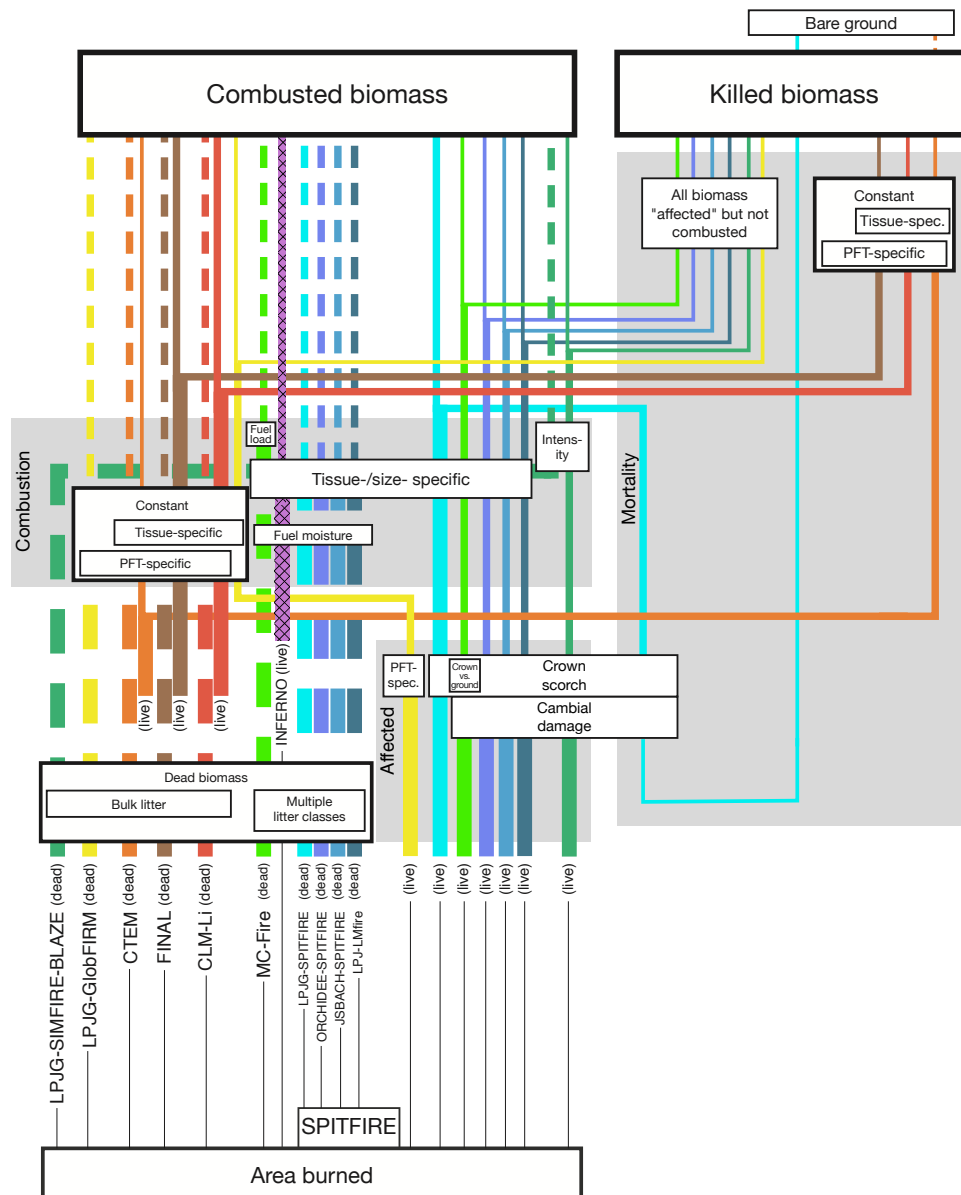 Bare ground
Combusted biomass
Killed biomass
All biomass
"affected" but not
combusted
Constant
Tissue-spec.
PFT-specific
Combustion
Fuel
load
Intens-
ity
Tissue-/size- specific
Constant
Tissue-specific
PFT-specific
Fuel moisture
Mortality
Affected
PFT-
spec.
Crown
vs.
ground
Crown
scorch
Cambial
damage
(live)
(live)
(live)
INFERNO (live)
Dead biomass
Bulk litter
Multiple
litter classes
LPJG-SIMFIRE-BLAZE (dead)
LPJG-GlobFIRM (dead)
CTEM (dead)
FINAL (dead)
CLM-Li (dead)
MC-Fire (dead)
LPJG-SPITFIRE (dead)
ORCHIDEE-SPITFIRE (dead)
JSBACH-SPITFIRE (dead)
LPJ-LMfire (dead)
(live)
(live)
(live)
(live)
(live)
(live)
(live)
SPITFIRE
Area burned